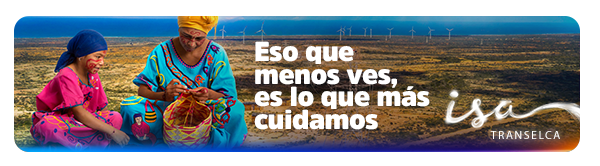 Eso que
menos ves,
es lo que más
cuidamos
isa
TRANSELCA